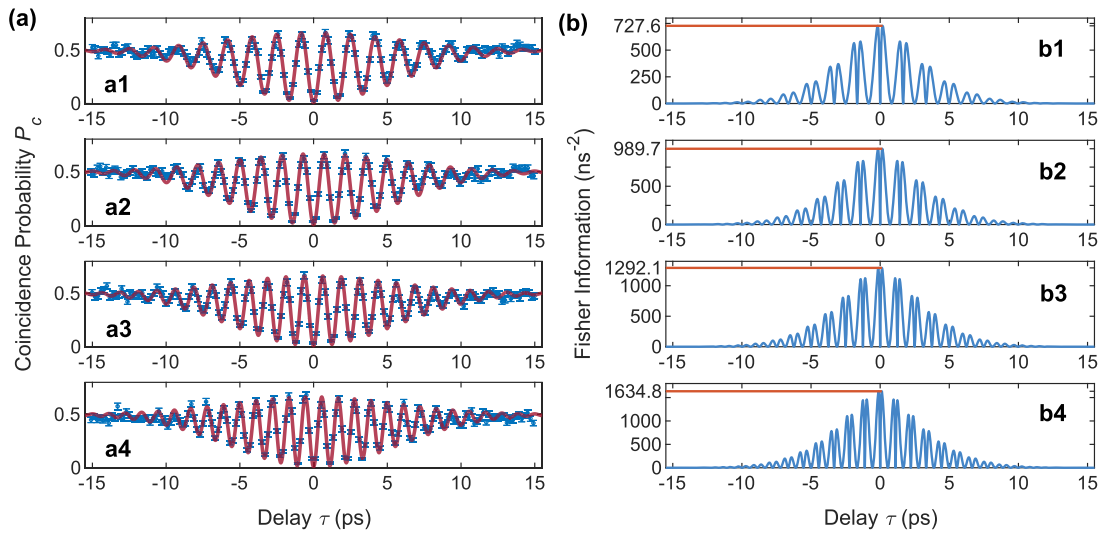 (a)
Coincidence Probability P_c
0.5
0
a1
-15 -10 -5 0 5 10 15
0.5
0
a2
-15 -10 -5 0 5 10 15
0.5
0
a3
-15 -10 -5 0 5 10 15
0.5
0
a4
-15 -10 -5 0 5 10 15
Delay τ (ps)
(b)
Fisher Information (ns⁻²)
727.6
500
250
0
b1
-15 -10 -5 0 5 10 15
989.7
500
0
b2
-15 -10 -5 0 5 10 15
1292.1
1000
500
0
b3
-15 -10 -5 0 5 10 15
1634.8
1000
500
0
b4
-15 -10 -5 0 5 10 15
Delay τ (ps)